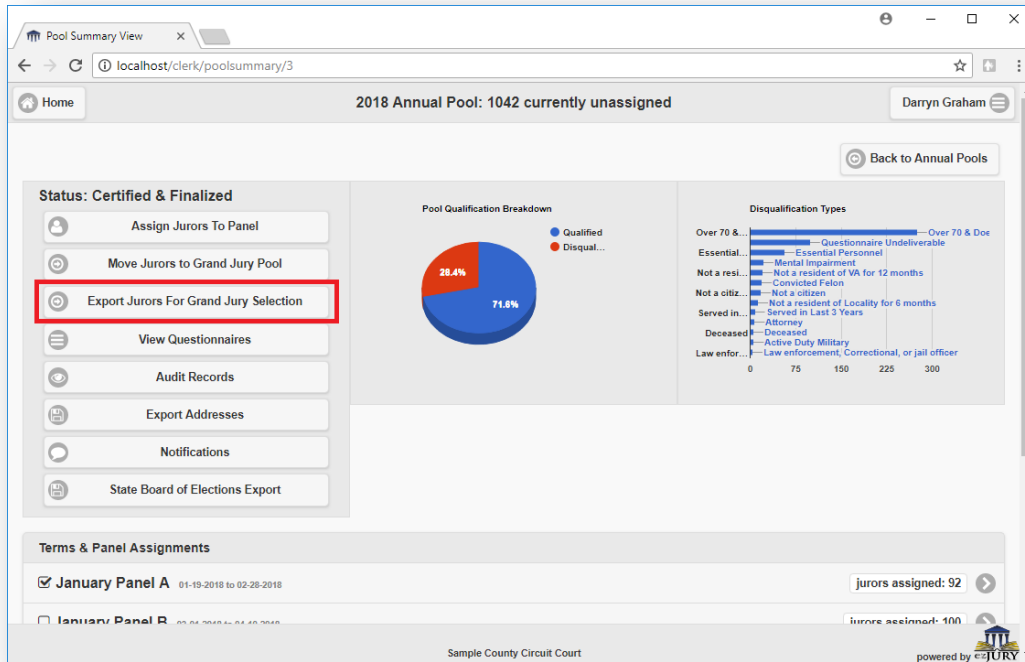 Pool Summary View
localhost/clerk/poolsummary/3
Home
2018 Annual Pool: 1042 currently unassigned
Darryn Graham
Back to Annual Pools
Status: Certified & Finalized
Assign Jurors To Panel
Move Jurors to Grand Jury Pool
Export Jurors For Grand Jury Selection
View Questionnaires
Audit Records
Export Addresses
Notifications
State Board of Elections Export
Pool Qualification Breakdown
Qualified
Disqual...
28.4%
71.6%
Disqualification Types
Over 70 &... Over 70 & Doe
Questionnaire Undeliverable
Essential... Essential Personnel
Mental Impairment
Not a resi... Not a resident of VA for 12 months
Convicted Felon
Not a citiz... Not a citizen
Not a resident of Locality for 6 months
Served in... Served in Last 3 Years
Attorney
Deceased Deceased
Active Duty Military
Law enfor... Law enforcement, Correctional, or jail officer
0 75 150 225 300
Terms & Panel Assignments
January Panel A 01-19-2018 to 02-28-2018
jurors assigned: 92
January Panel B
jurors assigned: 100
Sample County Circuit Court
powered by ezJURY